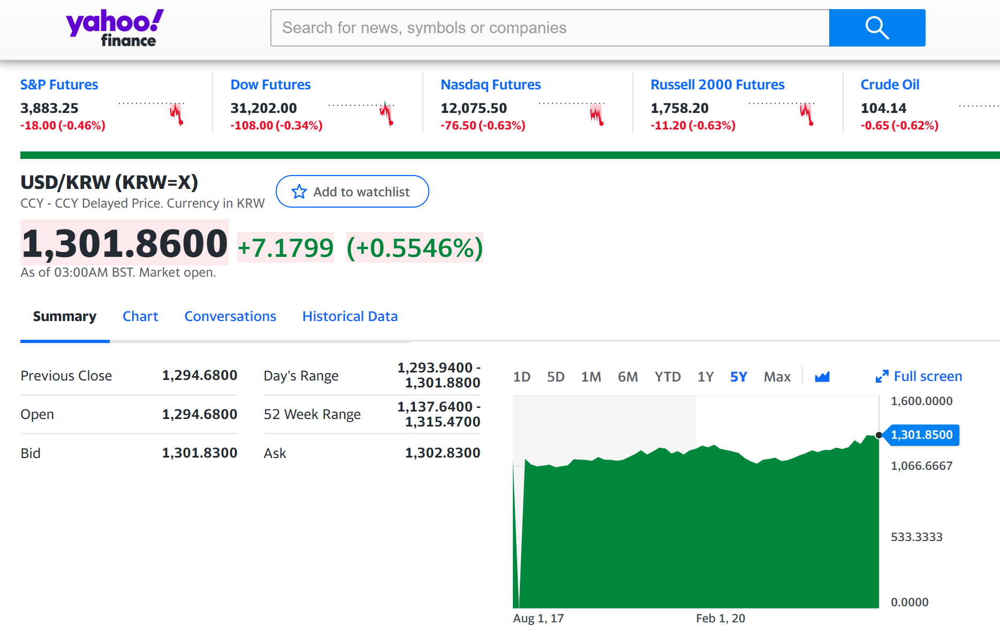 yahoo!
finance
Search for news, symbols or companies
S&P Futures
3,883.25
-18.00 (-0.46%)
Dow Futures
31,202.00
-108.00 (-0.34%)
Nasdaq Futures
12,075.50
-76.50 (-0.63%)
Russell 2000 Futures
1,758.20
-11.20 (-0.63%)
Crude Oil
104.14
-0.65 (-0.62%)
USD/KRW (KRW=X)
CCY - CCY Delayed Price. Currency in KRW
Add to watchlist
1,301.8600 +7.1799 (+0.5546%)
As of 03:00AM BST. Market open.
Summary Chart Conversations Historical Data
Previous Close 1,294.6800
Open 1,294.6800
Bid 1,301.8300
Day's Range 1,293.9400 -
1,301.8800
52 Week Range 1,137.6400 -
1,315.4700
Ask 1,302.8300
1D 5D 1M 6M YTD 1Y 5Y Max Full screen
1,600.0000
1,301.8500
1,066.6667
533.3333
0.0000
Aug 1, 17 Feb 1, 20